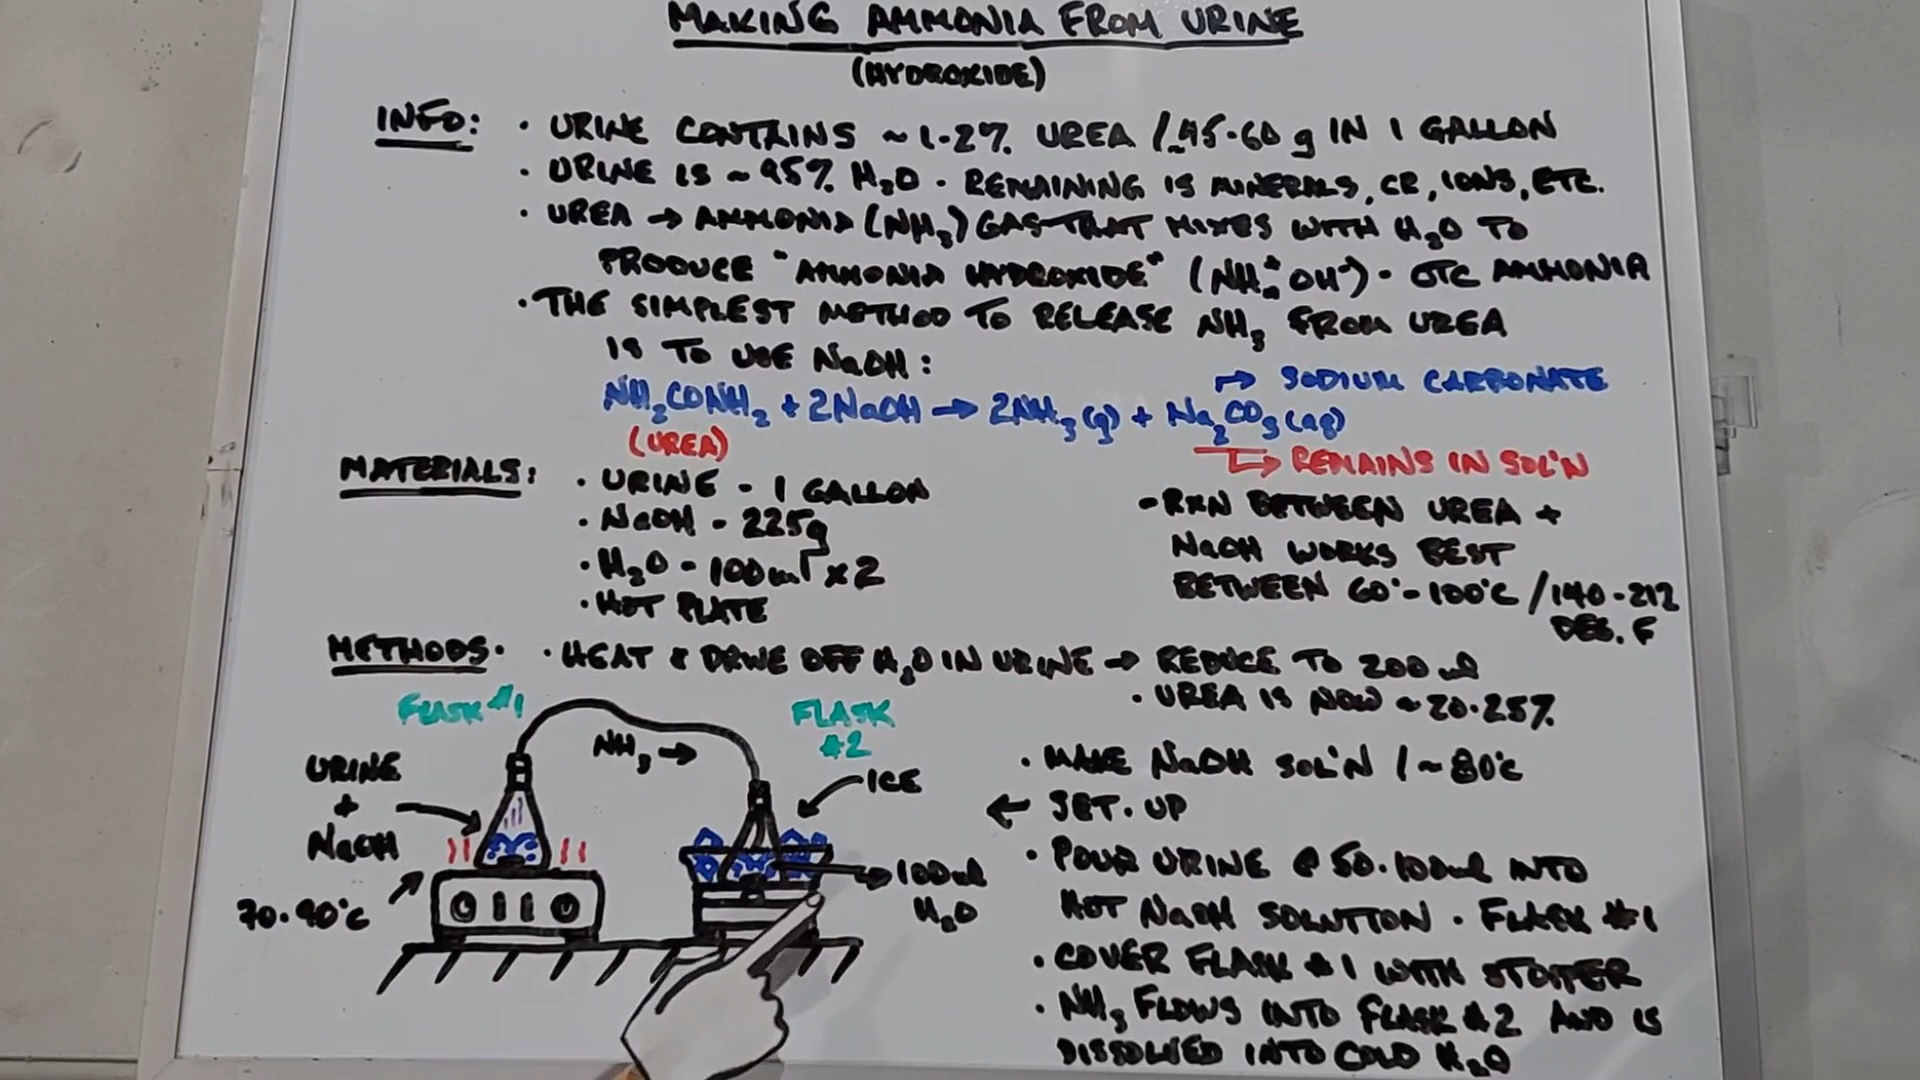 MAKING AMMONIA FROM URINE
(HYDROXIDE)
INFO: • URINE CONTAINS ~ 1-2% UREA / ~45-60 g IN 1 GALLON
• URINE IS ~ 95% H₂O - REMAINING IS MINERALS, CR, IONS, ETC.
• UREA → AMMONIA (NH₃) GAS THAT MIXES WITH H₂O TO
PRODUCE "AMMONIA HYDROXIDE" (NH₄⁺OH⁻) - OTC AMMONIA
• THE SIMPLEST METHOD TO RELEASE NH₃ FROM UREA
IS TO USE NaOH:
→ SODIUM CARBONATE
NH₂CONH₂ + 2NaOH → 2NH₃(g) + Na₂CO₃(aq)
(UREA)
→ REMAINS IN SOL'N
MATERIALS: • URINE - 1 GALLON
• NaOH - 225g
• H₂O - 100ml x 2
• HOT PLATE
- RXN BETWEEN UREA +
NaOH WORKS BEST
BETWEEN 60°-100°C / 140-212
DEG. F
METHODS: • HEAT & DRIVE OFF H₂O IN URINE → REDUCE TO 200 ml
• UREA IS NOW ~ 20-25%
• MAKE NaOH SOL'N / ~80°C
← SET-UP
• POUR URINE @ 50-100ml INTO
HOT NaOH SOLUTION - FLASK #1
• COVER FLASK #1 WITH STOPPER
• NH₃ FLOWS INTO FLASK #2 AND IS
DISSOLVED INTO COLD H₂O
FLASK #1
FLASK
#2
NH₃ →
ICE
URINE
+
NaOH
70-90°C
100ml
H₂O